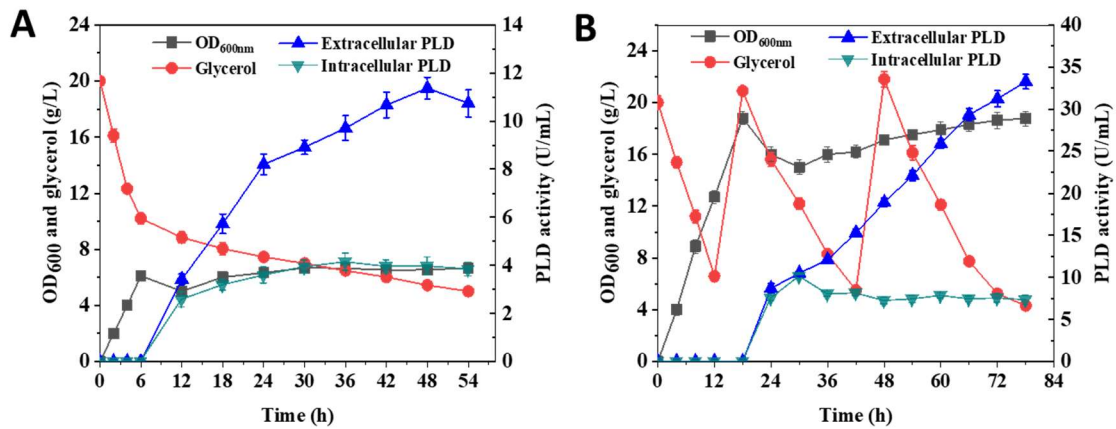 A
OD600nm
Extracellular PLD
Glycerol
Intracellular PLD
OD600 and glycerol (g/L)
24
20
16
12
8
4
0
PLD activity (U/mL)
14
12
10
8
6
4
2
0
0 6 12 18 24 30 36 42 48 54
Time (h)
B
OD600nm
Extracellular PLD
Glycerol
Intracellular PLD
OD600 and glycerol (g/L)
24
20
16
12
8
4
0
PLD activity (U/mL)
40
35
30
25
20
15
10
5
0
0 12 24 36 48 60 72 84
Time (h)